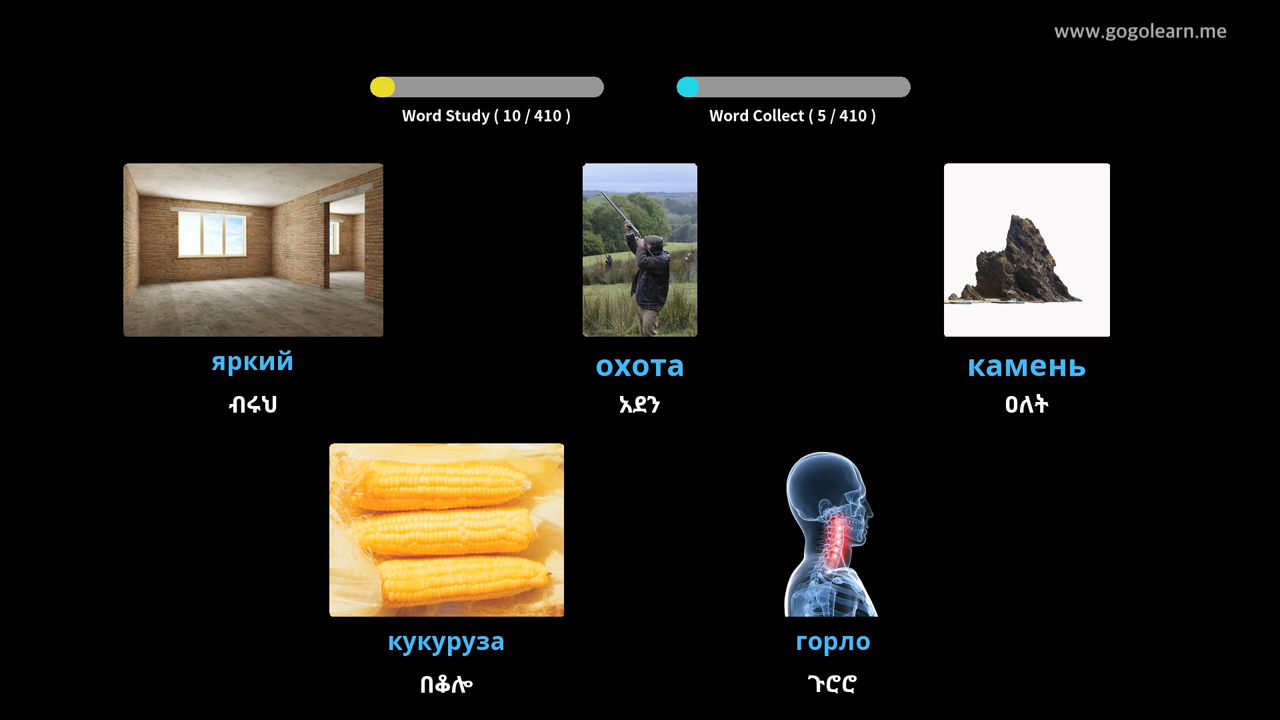 www.gogolearn.me
Word Study ( 10 / 410 )
Word Collect ( 5 / 410 )
яркий
охота
камень
ብሩህ
አደን
ዐለት
кукуруза
горло
በቆሎ
ጉሮሮ